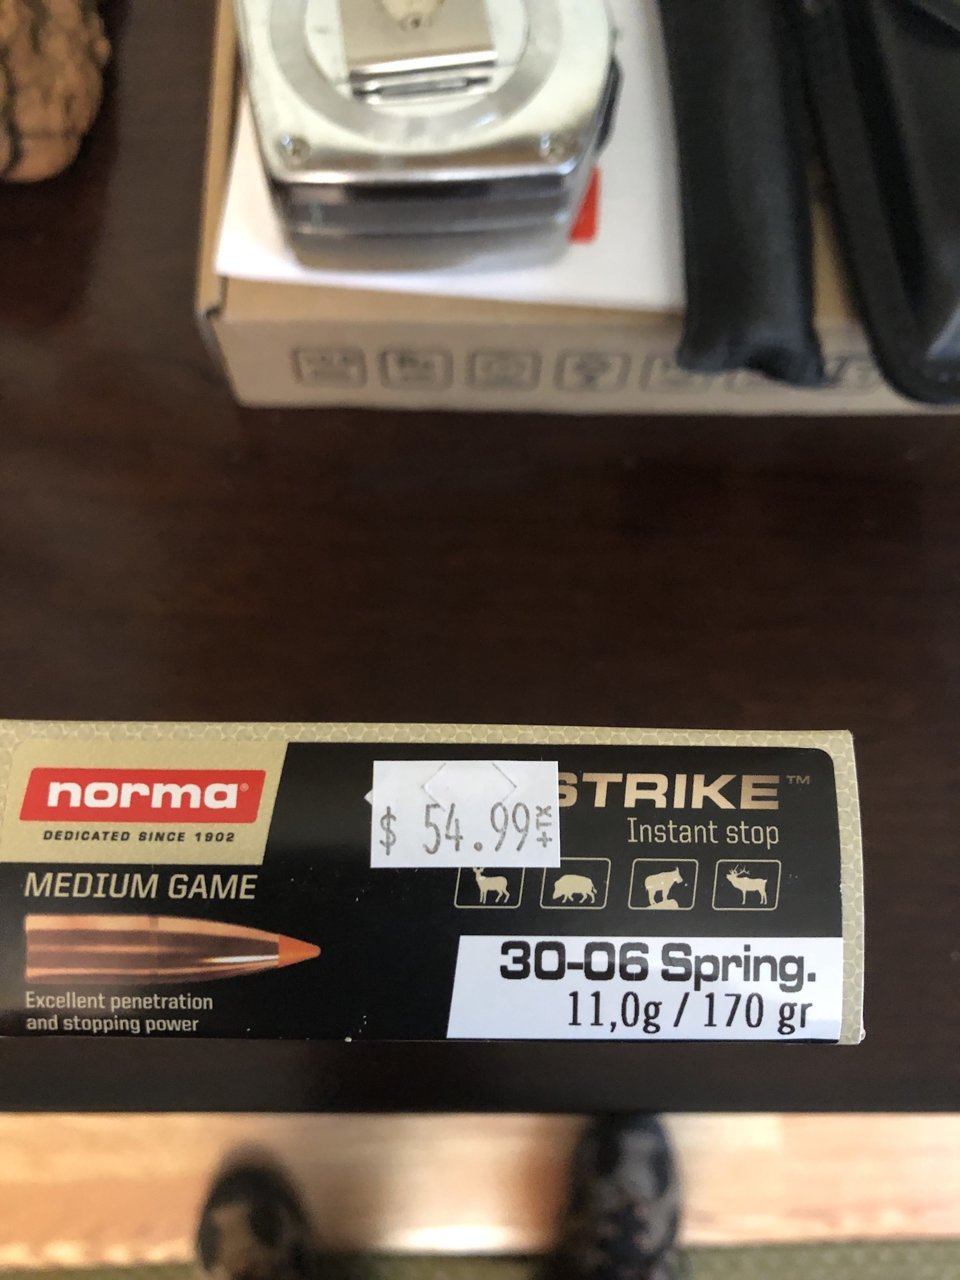 norma®
DEDICATED SINCE 1902
MEDIUM GAME
Excellent penetration
and stopping power
$ 54.99 +TX
STRIKE™
Instant stop
30-06 Spring.
11,0g / 170 gr